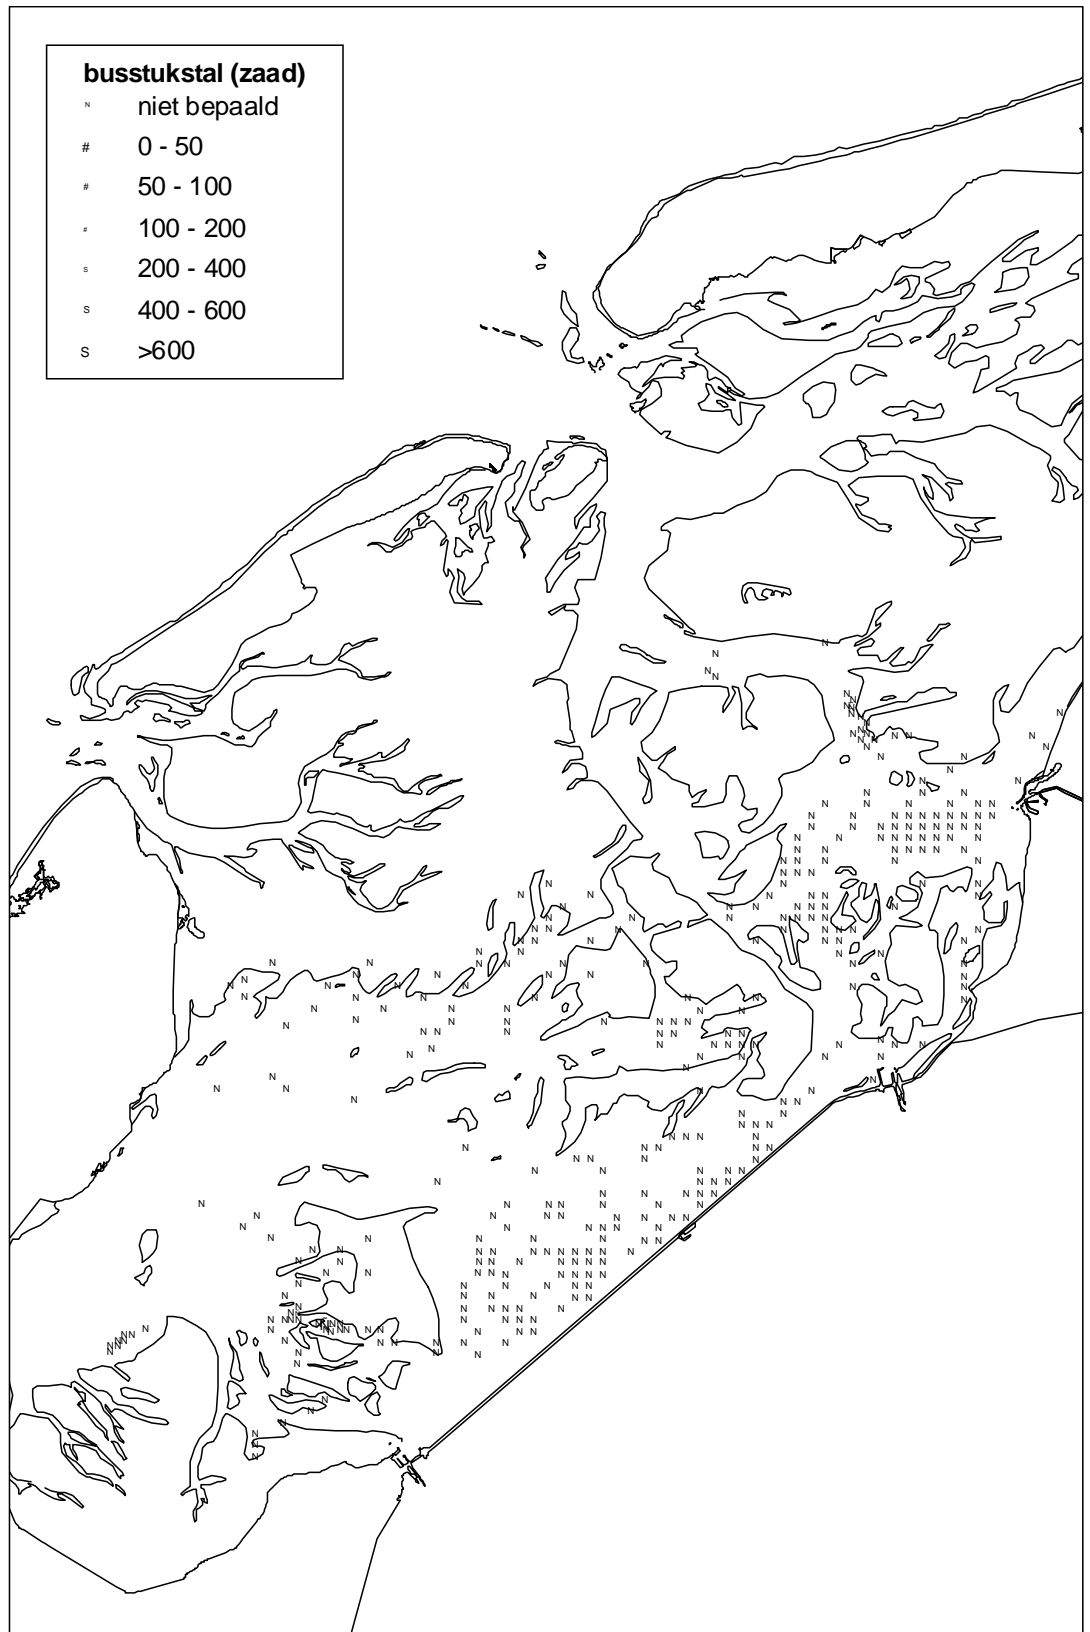 busstukstal (zaad)
N niet bepaald
# 0 - 50
# 50 - 100
# 100 - 200
S 200 - 400
S 400 - 600
S >600